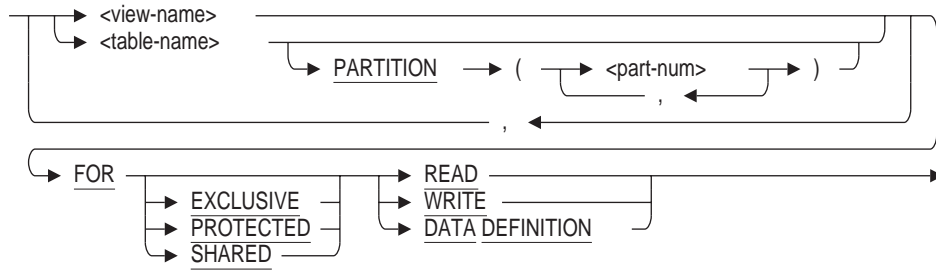 <view-name>
<table-name>
PARTITION ( <part-num> )
,
,
FOR READ
EXCLUSIVE WRITE
PROTECTED DATA DEFINITION
SHARED